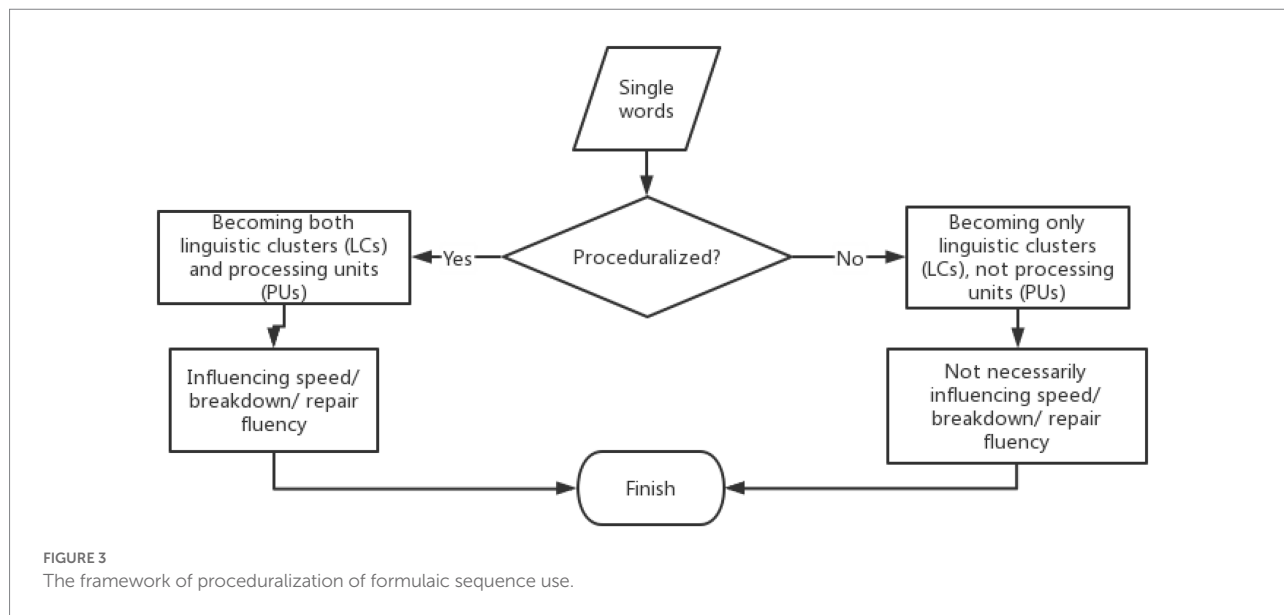 Single
words
Proceduralized?
Yes
No
Becoming both
linguistic clusters (LCs)
and processing units
(PUs)
Becoming only
linguistic clusters
(LCs), not processing
units (PUs)
Influencing speed/
breakdown/ repair
fluency
Not necessarily
influencing speed/
breakdown/ repair
fluency
Finish
FIGURE 3
The framework of proceduralization of formulaic sequence use.